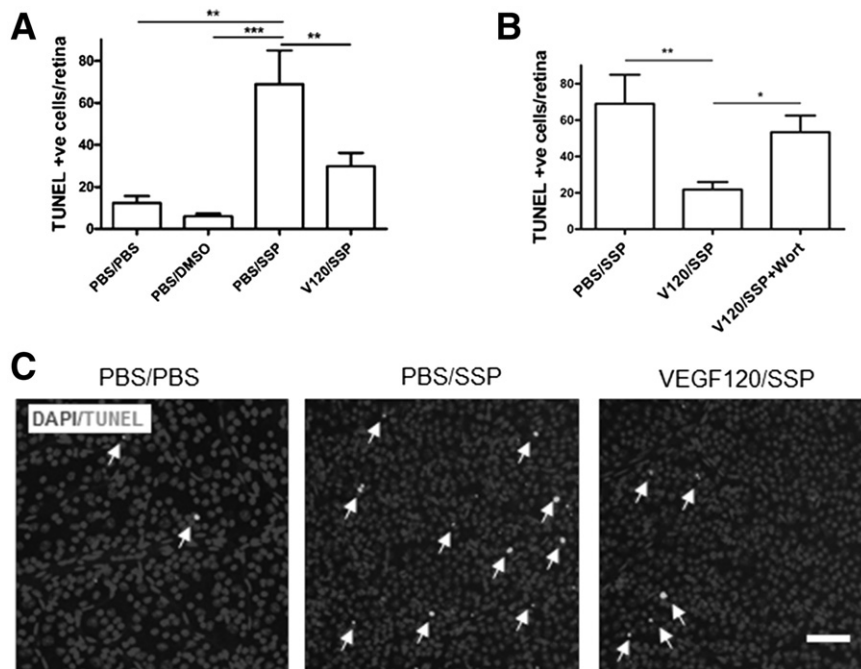 A
**
***
**
TUNEL +ve cells/retina
80
60
40
20
0
PBS/PBS
PBS/DMSO
PBS/SSP
V120/SSP
B
**
*
TUNEL +ve cells/retina
80
60
40
20
0
PBS/SSP
V120/SSP
V120/SSP+Wort
C
PBS/PBS
PBS/SSP
VEGF120/SSP
DAPI/TUNEL